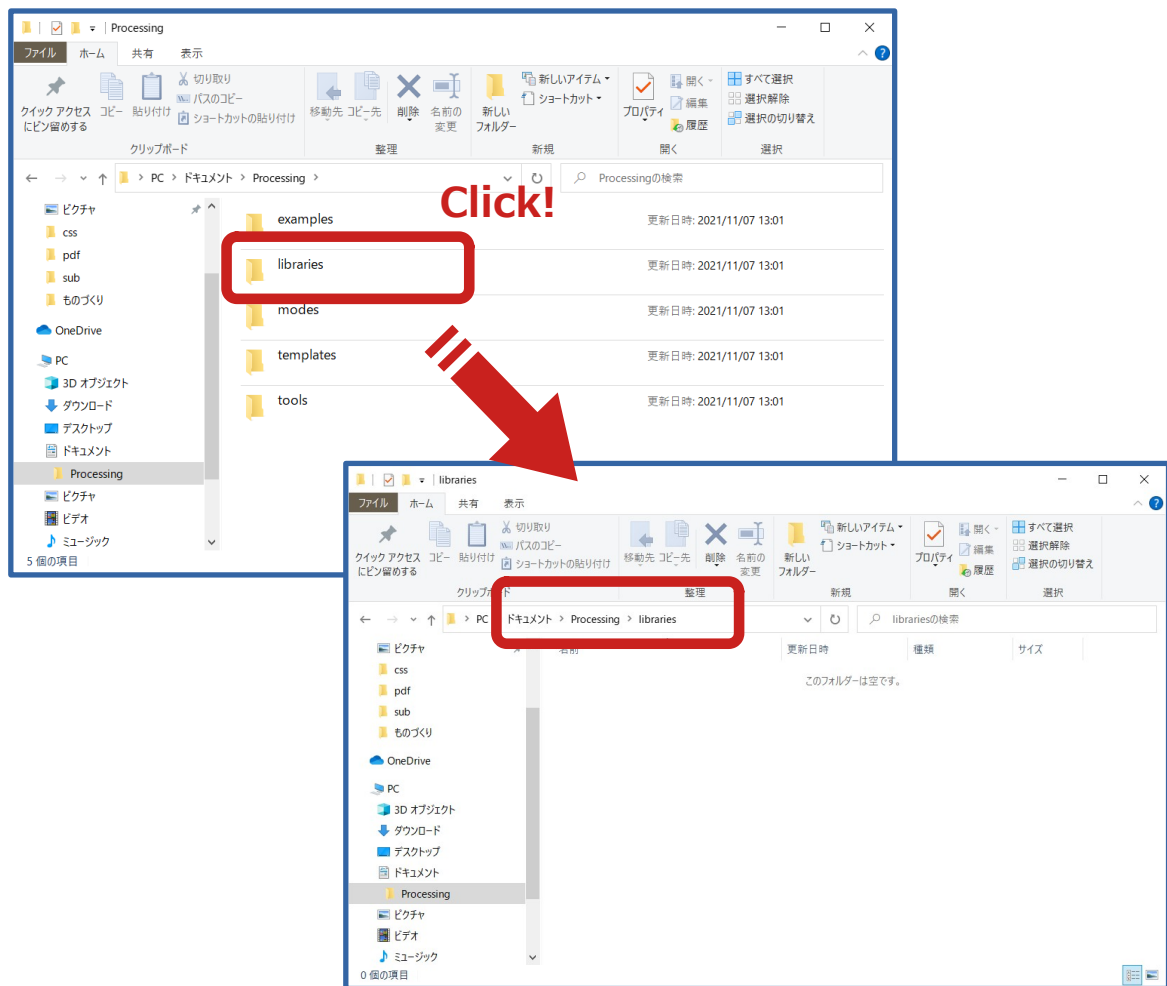 Processing
ファイル ホーム 共有 表示
クイック アクセスにピン留めする
コピー
貼り付け
切り取り
パスのコピー
ショートカットの貼り付け
移動先 コピー先 削除 名前の変更
新しいフォルダー
新しいアイテム
ショートカット
プロパティ
開く
編集
履歴
すべて選択
選択解除
選択の切り替え
クリップボード 整理 新規 開く 選択
PC > ドキュメント > Processing >
Processingの検索
Click!
ピクチャ
css
pdf
sub
ものづくり
OneDrive
PC
3D オブジェクト
ダウンロード
デスクトップ
ドキュメント
Processing
ピクチャ
ビデオ
ミュージック
5 個の項目
examples 更新日時: 2021/11/07 13:01
libraries 更新日時: 2021/11/07 13:01
modes 更新日時: 2021/11/07 13:01
templates 更新日時: 2021/11/07 13:01
tools 更新日時: 2021/11/07 13:01
libraries
ファイル ホーム 共有 表示
クイック アクセスにピン留めする
コピー
貼り付け
切り取り
パスのコピー
ショートカットの貼り付け
移動先 コピー先 削除 名前の変更
新しいフォルダー
新しいアイテム
ショートカット
プロパティ
開く
編集
履歴
すべて選択
選択解除
選択の切り替え
クリップボード 整理 新規 開く 選択
PC ドキュメント > Processing > libraries
librariesの検索
名前 更新日時 種類 サイズ
このフォルダーは空です。
ピクチャ
css
pdf
sub
ものづくり
OneDrive
PC
3D オブジェクト
ダウンロード
デスクトップ
ドキュメント
Processing
ピクチャ
ビデオ
ミュージック
0 個の項目